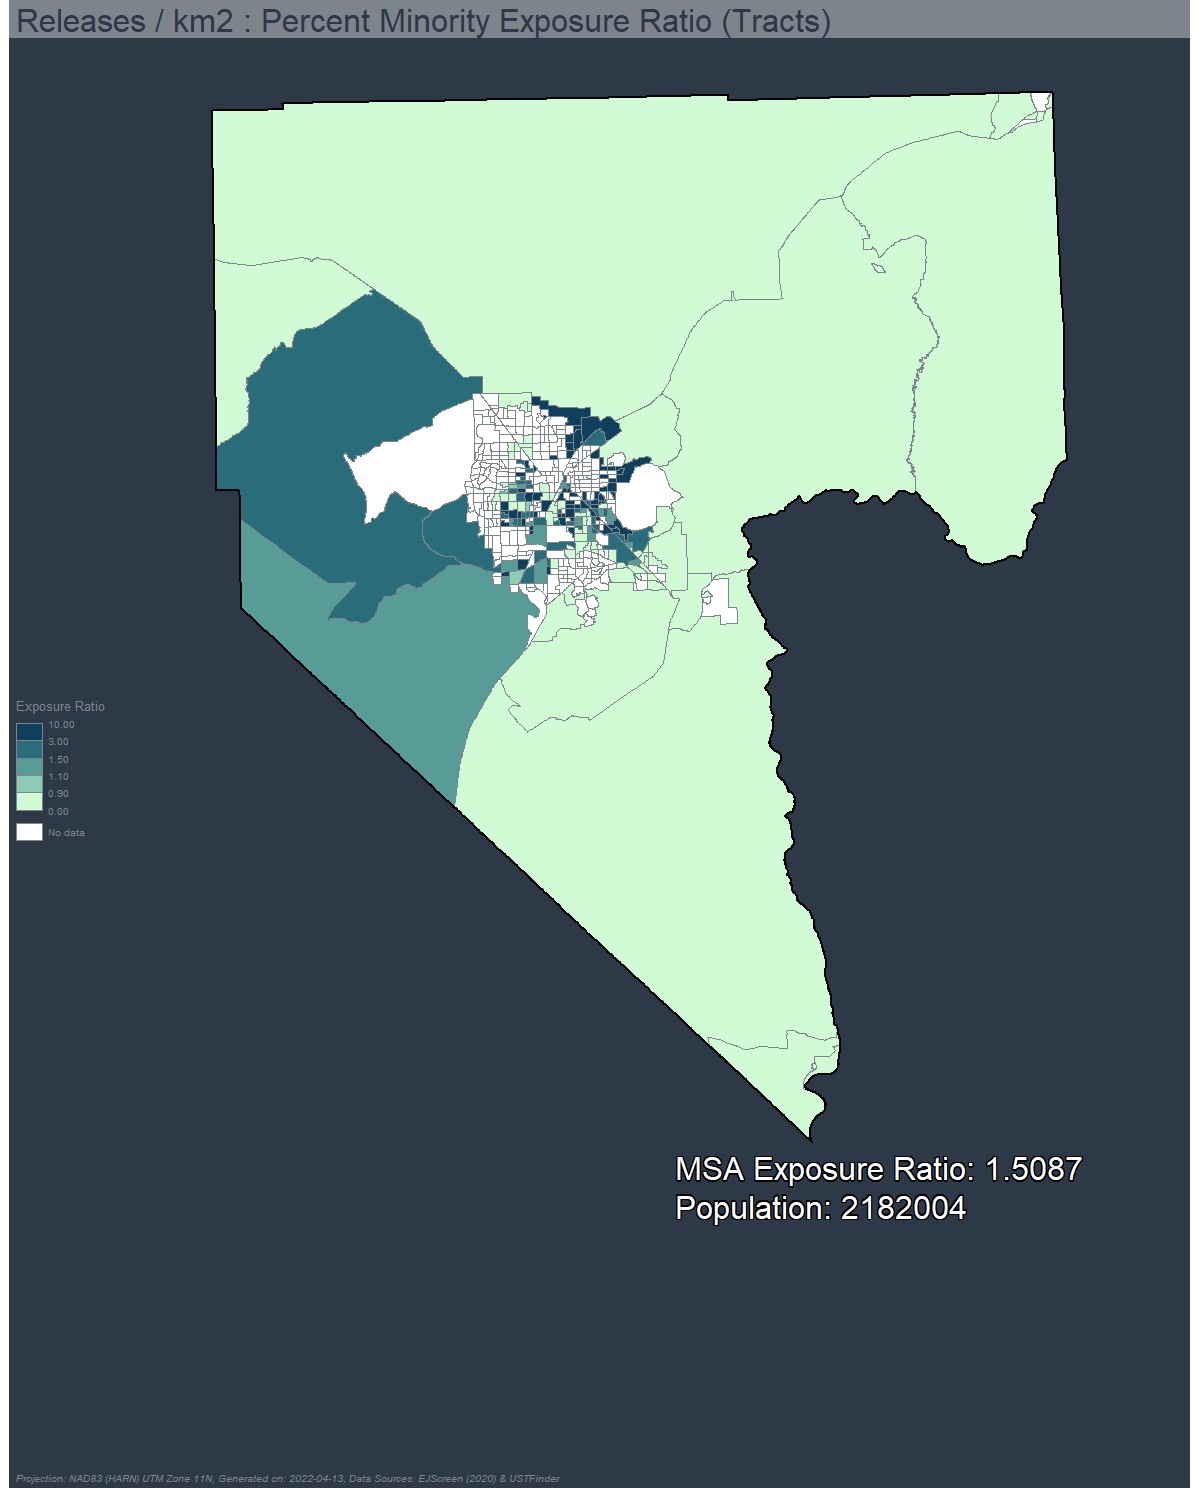 Releases / km2 : Percent Minority Exposure Ratio (Tracts)
Exposure Ratio
10.00
3.00
1.50
1.10
0.90
0.00
No data
MSA Exposure Ratio: 1.5087
Population: 2182004
Projection: NAD83 (HARN) UTM Zone 11N, Generated on: 2022-04-13, Data Sources: EJScreen (2020) & USTFinder